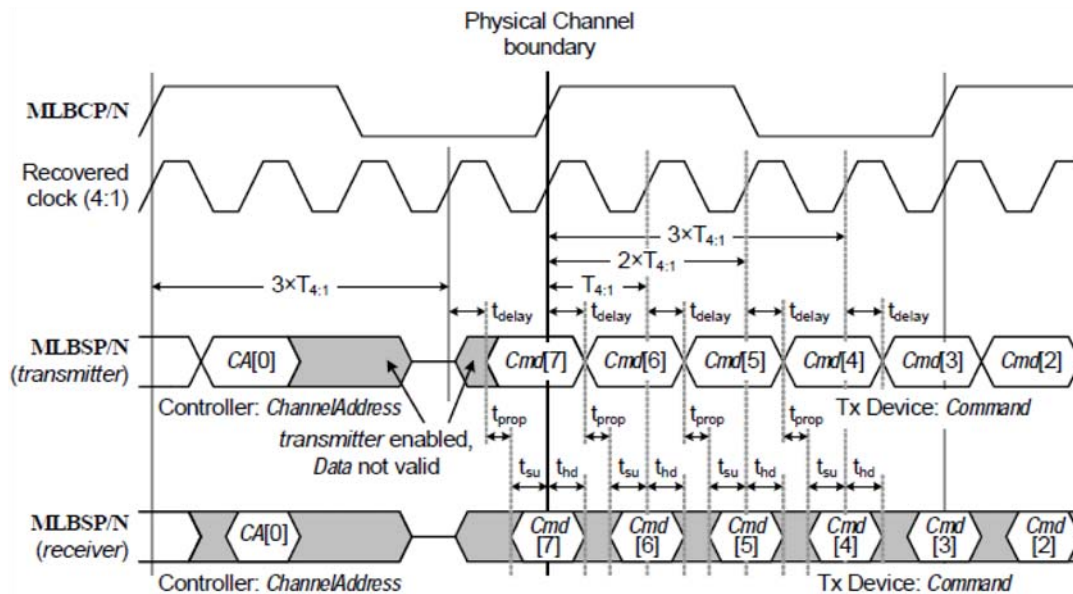 Physical Channel
boundary
MLBCP/N
Recovered
clock (4:1)
3×T4:1
2×T4:1
3×T4:1
T4:1
tdelay
tdelay
tdelay
tdelay
tdelay
MLBSP/N
(transmitter)
CA[0]
Cmd[7]
Cmd[6]
Cmd[5]
Cmd[4]
Cmd[3]
Cmd[2]
Controller: ChannelAddress
Tx Device: Command
transmitter enabled,
Data not valid
tprop
tprop
tprop
tprop
tsu
thd
tsu
thd
tsu
thd
tsu
thd
MLBSP/N
(receiver)
CA[0]
Cmd
[7]
Cmd
[6]
Cmd
[5]
Cmd
[4]
Cmd
[3]
Cmd
[2]
Controller: ChannelAddress
Tx Device: Command